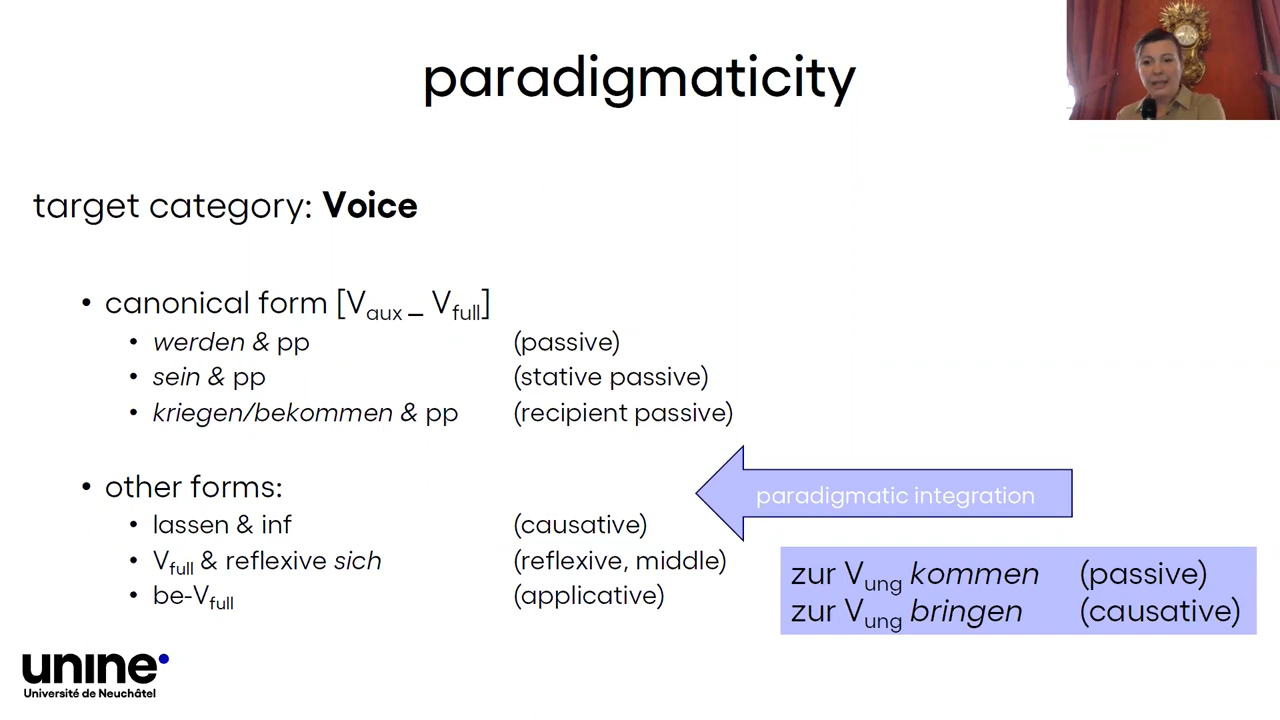 paradigmaticity
target category: Voice
• canonical form [Vaux _ Vfull]
• werden & pp (passive)
• sein & pp (stative passive)
• kriegen/bekommen & pp (recipient passive)
• other forms:
• lassen & inf (causative)
• Vfull & reflexive sich (reflexive, middle)
• be-Vfull (applicative)
paradigmatic integration
zur Vung kommen (passive)
zur Vung bringen (causative)
unine
Université de Neuchâtel